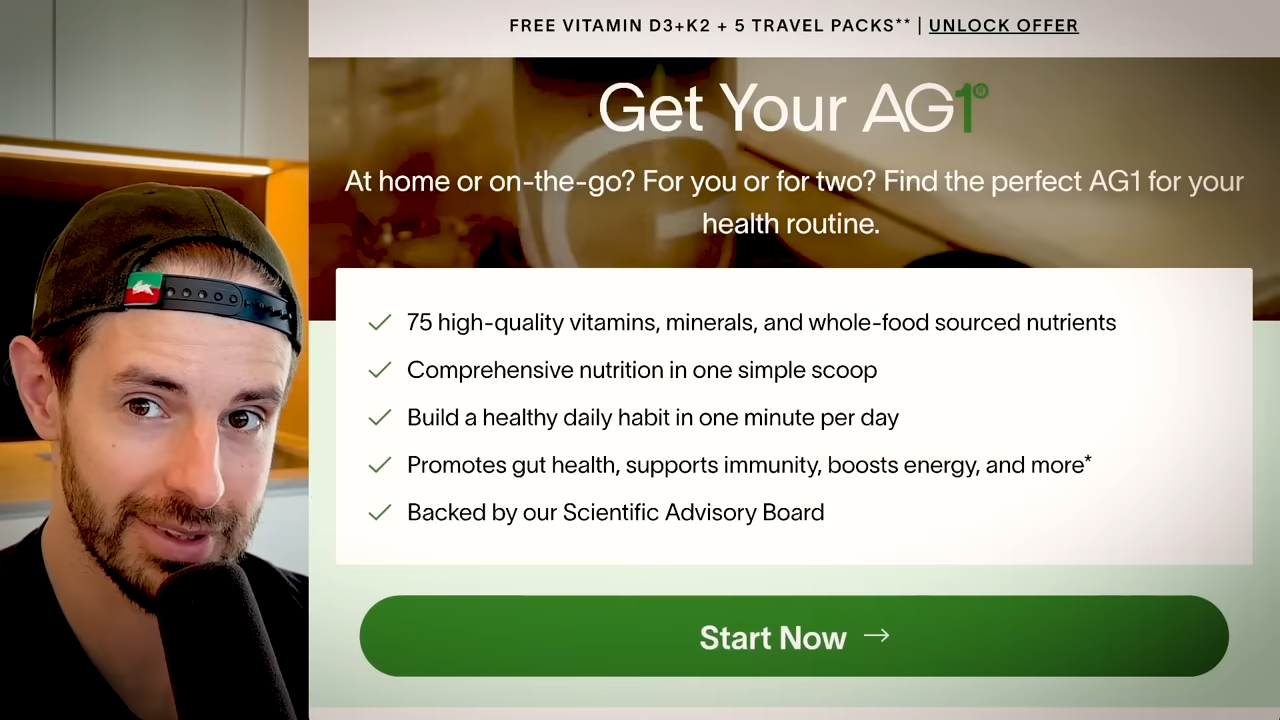 FREE VITAMIN D3+K2 + 5 TRAVEL PACKS** | UNLOCK OFFER
Get Your AG1®
At home or on-the-go? For you or for two? Find the perfect AG1 for your
health routine.
75 high-quality vitamins, minerals, and whole-food sourced nutrients
Comprehensive nutrition in one simple scoop
Build a healthy daily habit in one minute per day
Promotes gut health, supports immunity, boosts energy, and more*
Backed by our Scientific Advisory Board
Start Now →